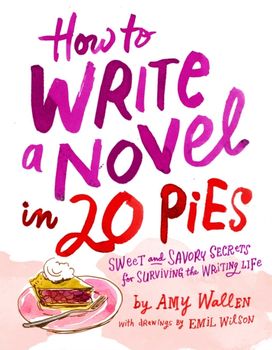 How to
WRITE
a NOVEL
in 20 PiES
SWEET and SAVORY SECRETS
for SURVIVING the WRITING LIFE
by AMY WALLEN
with drawings by EMIL WILSON